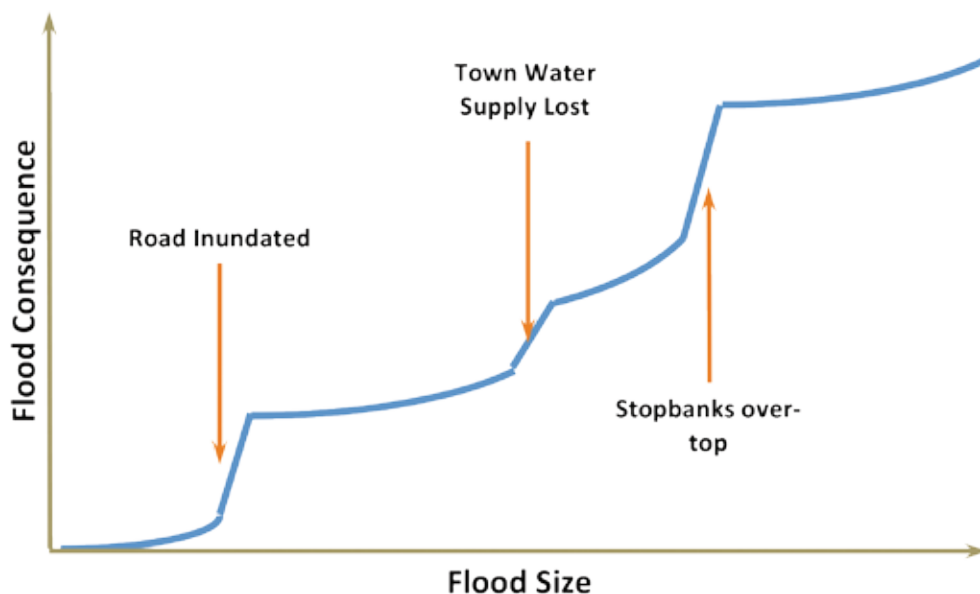 Town Water
Supply Lost
Road Inundated
Stopbanks over-
top
Flood Consequence
Flood Size